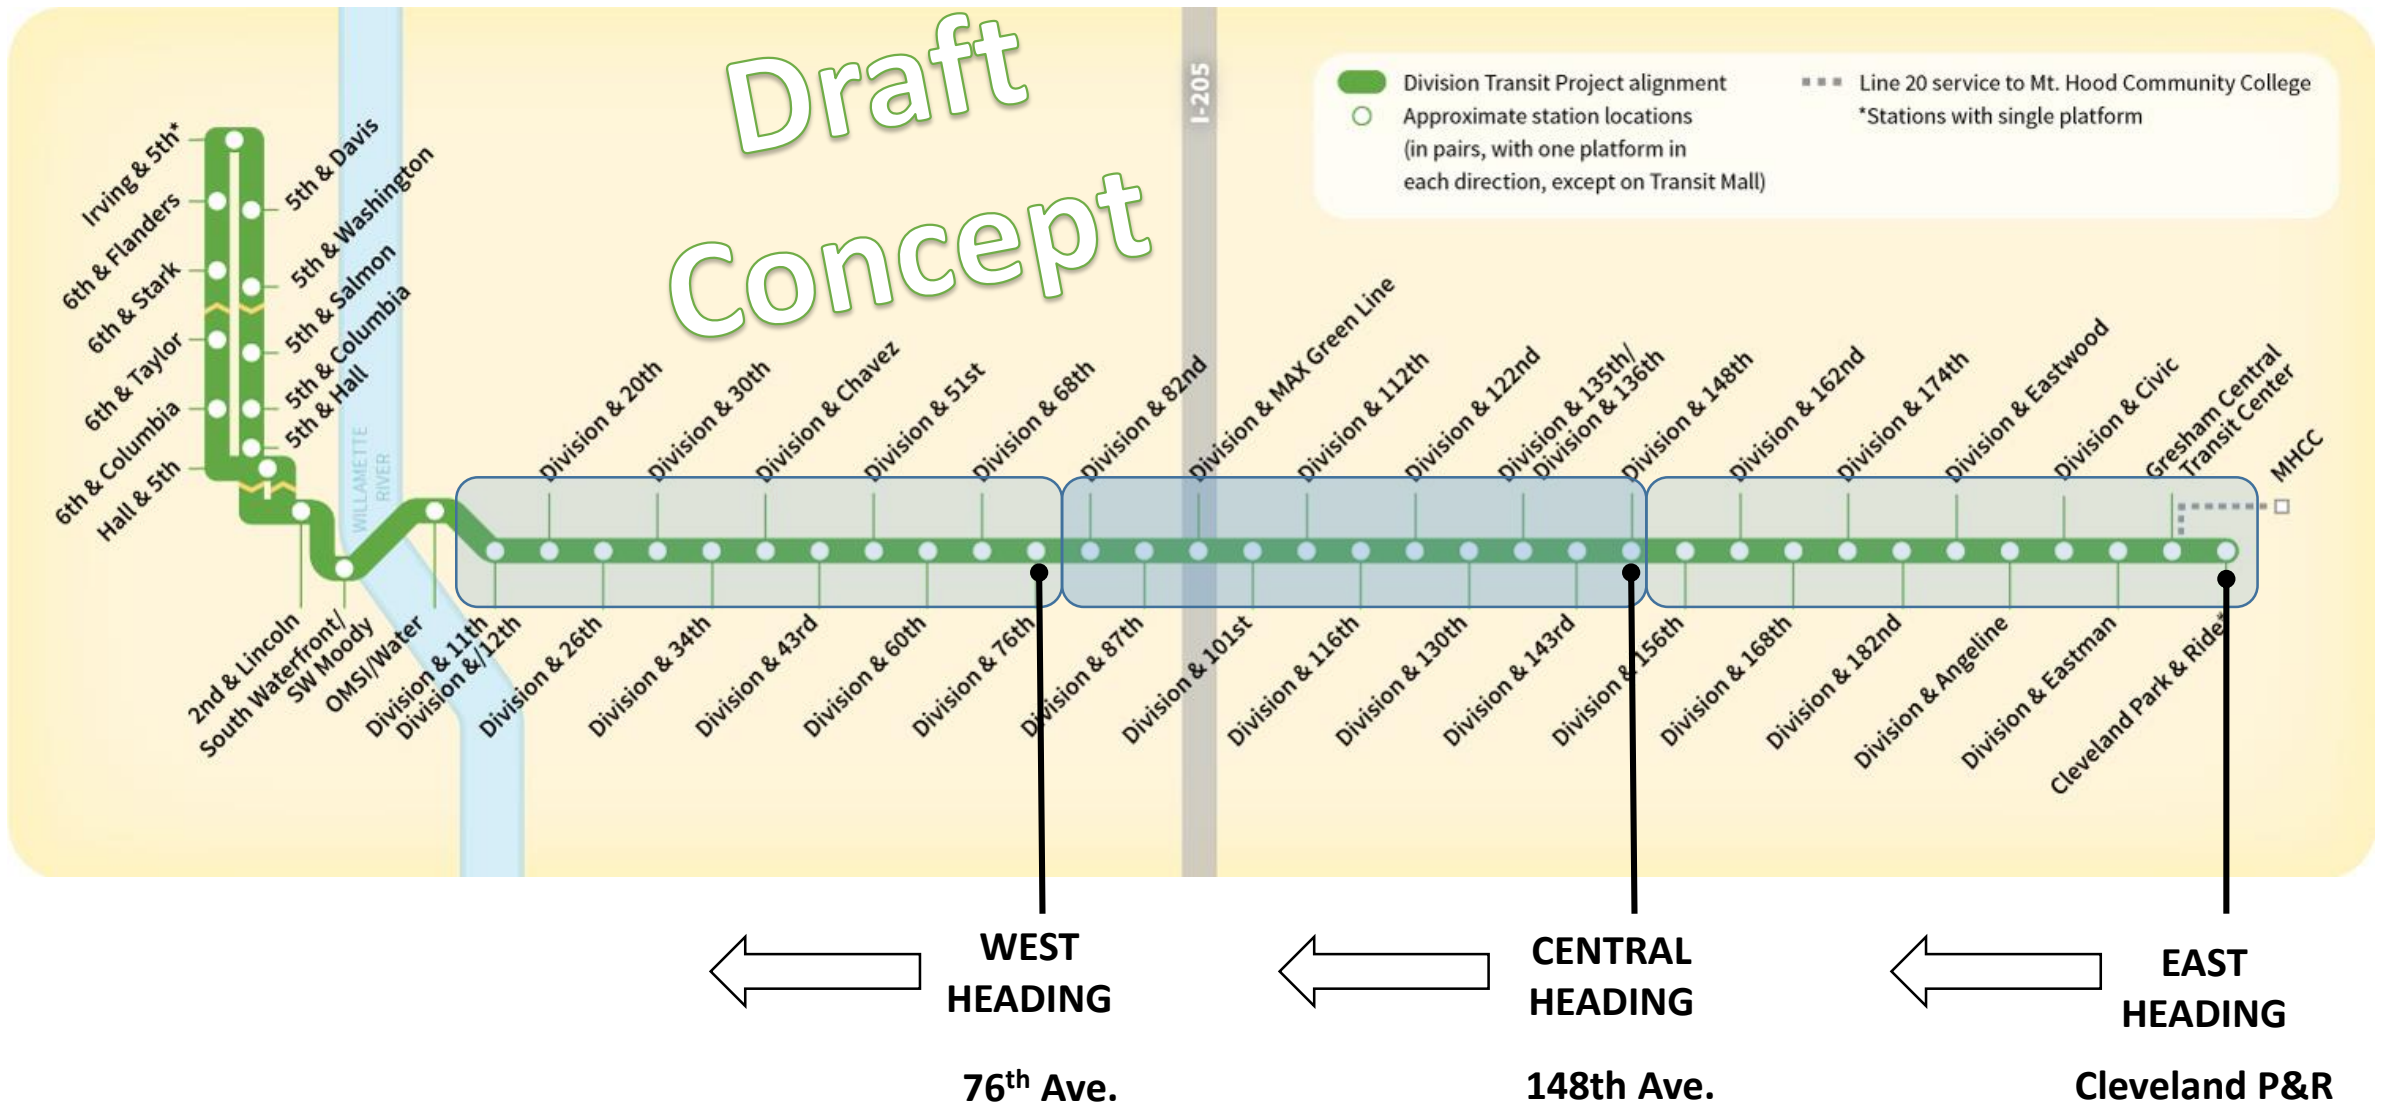 Draft
Concept
I-205
Division Transit Project alignment
Approximate station locations
(in pairs, with one platform in
each direction, except on Transit Mall)
Line 20 service to Mt. Hood Community College
*Stations with single platform
Irving & 5th*
6th & Flanders
6th & Stark
6th & Taylor
6th & Columbia
Hall & 5th
5th & Davis
5th & Washington
5th & Salmon
5th & Columbia
5th & Hall
WILLAMETTE
RIVER
Division & 20th
Division & 30th
Division & Chavez
Division & 51st
Division & 68th
Division & 82nd
Division & MAX Green Line
Division & 112th
Division & 122nd
Division & 135th/
Division & 136th
Division & 148th
Division & 162nd
Division & 174th
Division & Eastwood
Division & Civic
Gresham Central
Transit Center
MHCC
2nd & Lincoln
South Waterfront/
SW Moody
OMSI/Water
Division & 11th
Division &/12th
Division & 26th
Division & 34th
Division & 43rd
Division & 60th
Division & 76th
Division & 87th
Division & 101st
Division & 116th
Division & 130th
Division & 143rd
Division & 156th
Division & 168th
Division & 182nd
Division & Angeline
Division & Eastman
Cleveland Park & Ride*
WEST
HEADING
76th Ave.
CENTRAL
HEADING
148th Ave.
EAST
HEADING
Cleveland P&R